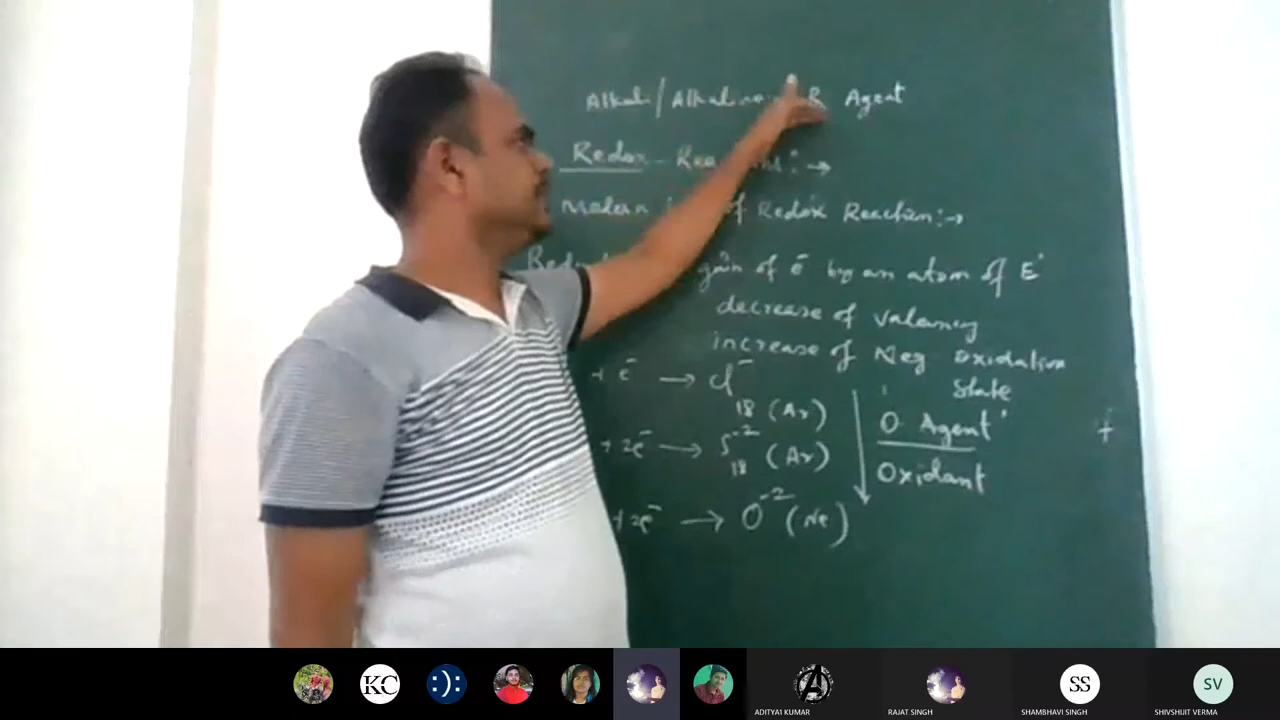 Alkali/Alkaline R Agent
Redox Rea :→
Modern of Redox Reaction:→
gain of e⁻ by an atom of E'
decrease of valency
increase of Neg oxidation
State
+ e⁻ → Cl⁻
18 (Ar)
O Agent'
+ 2e⁻ → S⁻²
18 (Ar)
Oxidant
+ 2e⁻ → O⁻² (Ne)
+
KC
:):
SS
SV
ADITYA1 KUMAR
RAJAT SINGH
SHAMBHAVI SINGH
SHIVSHIJIT VERMA